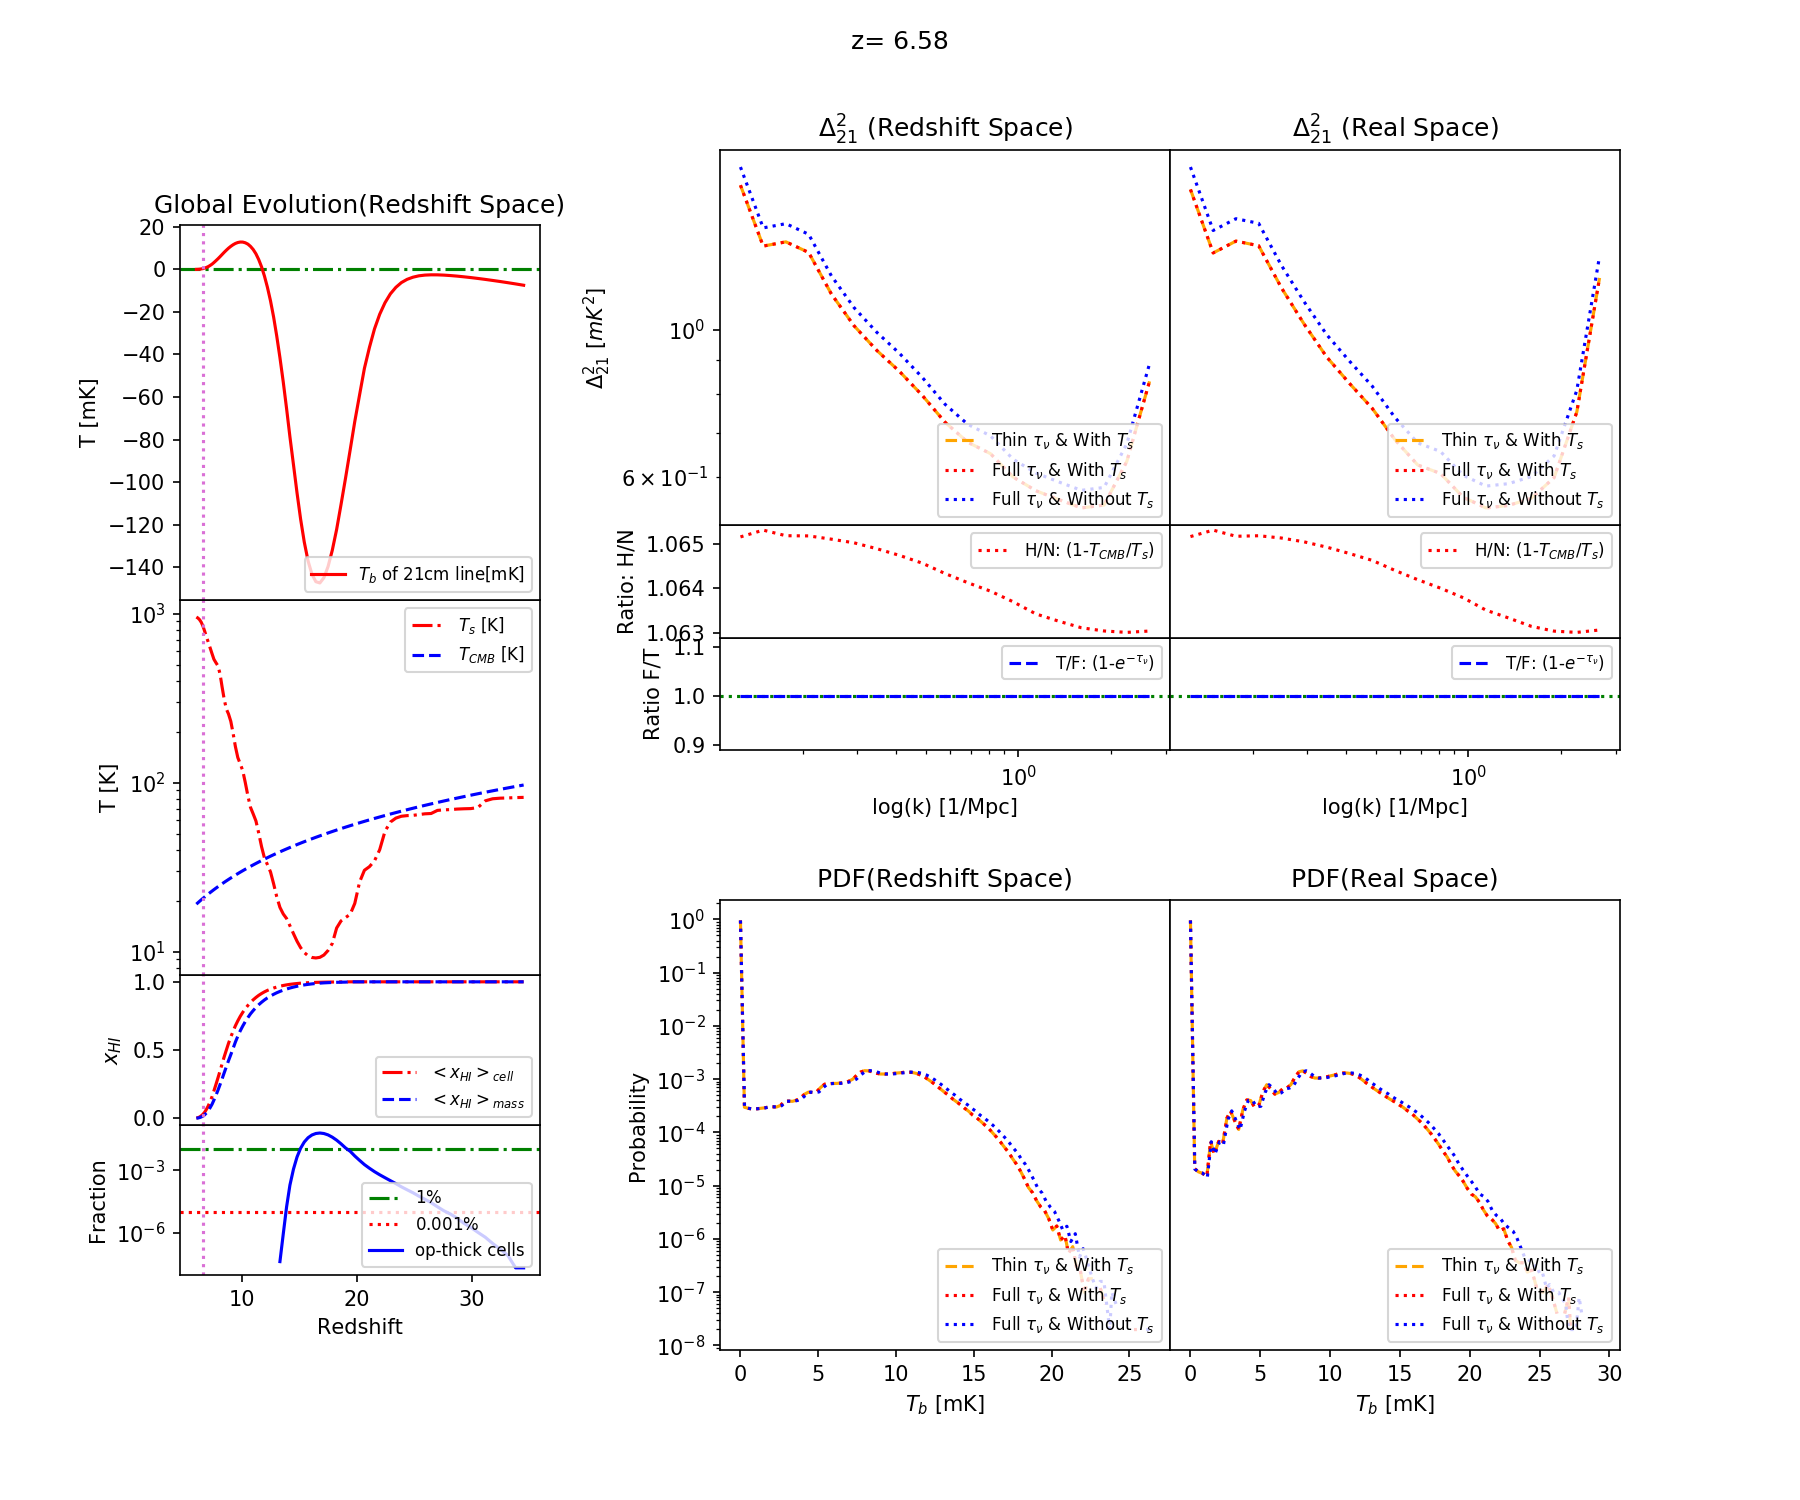 z= 6.58
Global Evolution(Redshift Space)
T [mK]
20
0
−20
−40
−60
−80
−100
−120
−140
T_b of 21cm line[mK]
T [K]
10^3
10^2
10^1
T_s [K]
T_CMB [K]
x_HI
1.0
0.5
0.0
< x_HI >_cell
< x_HI >_mass
Fraction
10^−3
10^−6
1%
0.001%
op-thick cells
10 20 30
Redshift
Δ²₂₁ (Redshift Space)
Δ²₂₁ (Real Space)
Δ²₂₁ [mK²]
10^0
6 × 10^−1
Thin τ_ν & With T_s
Full τ_ν & With T_s
Full τ_ν & Without T_s
Thin τ_ν & With T_s
Full τ_ν & With T_s
Full τ_ν & Without T_s
Ratio: H/N
1.065
1.064
1.063
H/N: (1-T_CMB/T_s)
H/N: (1-T_CMB/T_s)
Ratio F/T
1.1
1.0
0.9
T/F: (1-e^−τ_ν)
T/F: (1-e^−τ_ν)
10^0
10^0
log(k) [1/Mpc]
log(k) [1/Mpc]
PDF(Redshift Space)
PDF(Real Space)
Probability
10^0
10^−1
10^−2
10^−3
10^−4
10^−5
10^−6
10^−7
10^−8
Thin τ_ν & With T_s
Full τ_ν & With T_s
Full τ_ν & Without T_s
Thin τ_ν & With T_s
Full τ_ν & With T_s
Full τ_ν & Without T_s
0 5 10 15 20 25
0 5 10 15 20 25 30
T_b [mK]
T_b [mK]